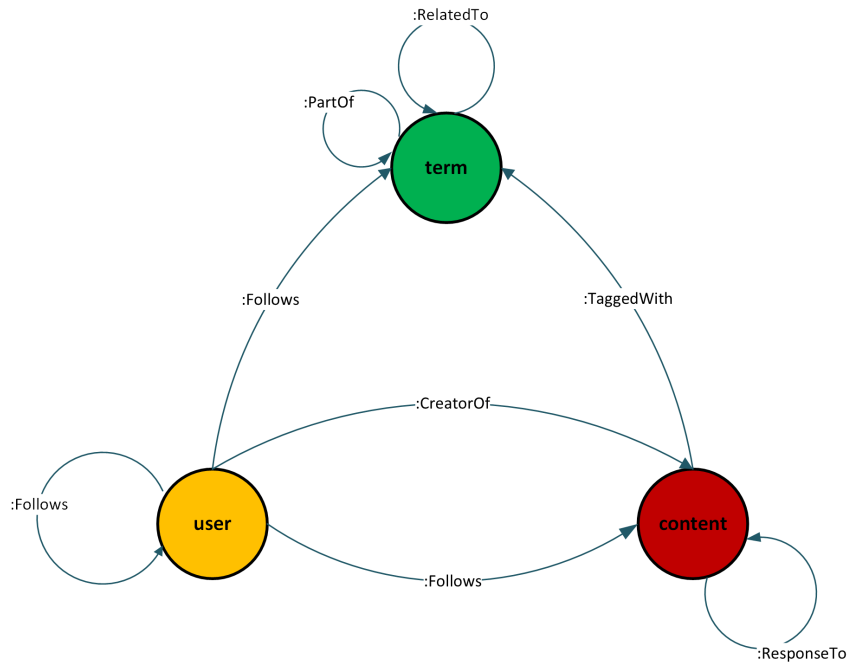 :RelatedTo
:PartOf
term
:Follows
:TaggedWith
:CreatorOf
:Follows
user
content
:Follows
:ResponseTo